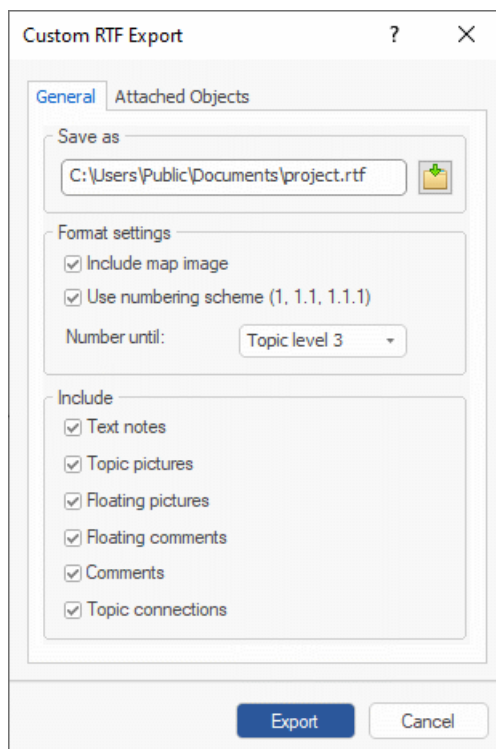 Custom RTF Export ?
General Attached Objects
Save as
C:\Users\Public\Documents\project.rtf
Format settings
Include map image
Use numbering scheme (1, 1.1, 1.1.1)
Number until: Topic level 3
Include
Text notes
Topic pictures
Floating pictures
Floating comments
Comments
Topic connections
Export Cancel